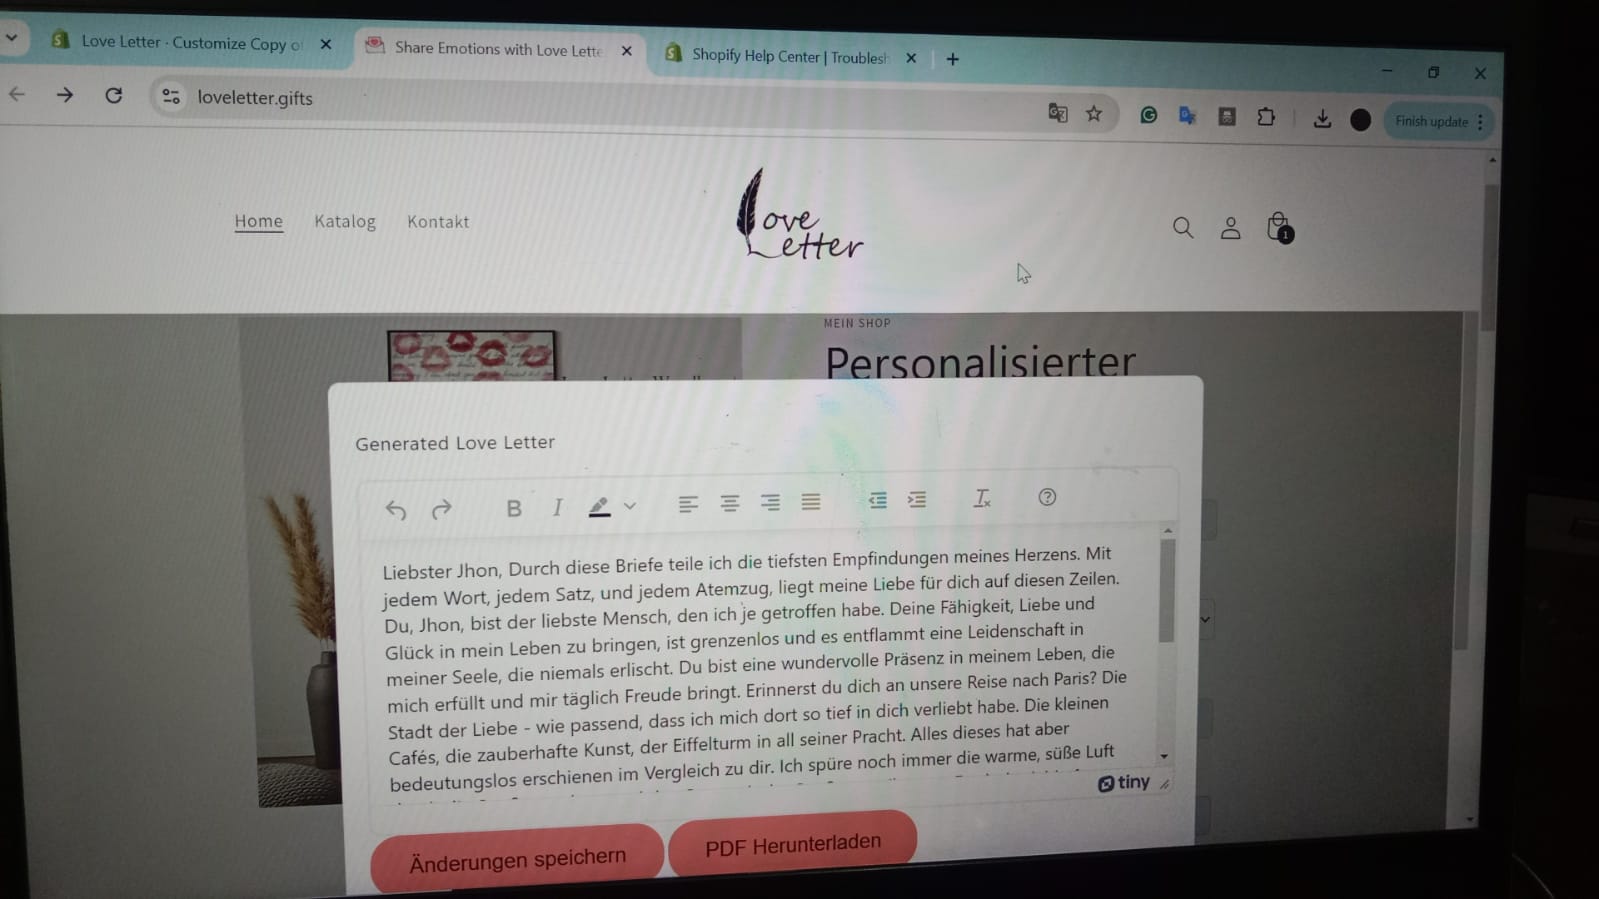 Love Letter · Customize Copy o
Share Emotions with Love Lette
Shopify Help Center | Troublesh
loveletter.gifts
Finish update
Home
Katalog
Kontakt
Love
Letter
1
MEIN SHOP
Personalisierter
Generated Love Letter
B I
Liebster Jhon, Durch diese Briefe teile ich die tiefsten Empfindungen meines Herzens. Mit
jedem Wort, jedem Satz, und jedem Atemzug, liegt meine Liebe für dich auf diesen Zeilen.
Du, Jhon, bist der liebste Mensch, den ich je getroffen habe. Deine Fähigkeit, Liebe und
Glück in mein Leben zu bringen, ist grenzenlos und es entflammt eine Leidenschaft in
meiner Seele, die niemals erlischt. Du bist eine wundervolle Präsenz in meinem Leben, die
mich erfüllt und mir täglich Freude bringt. Erinnerst du dich an unsere Reise nach Paris? Die
Stadt der Liebe - wie passend, dass ich mich dort so tief in dich verliebt habe. Die kleinen
Cafés, die zauberhafte Kunst, der Eiffelturm in all seiner Pracht. Alles dieses hat aber
bedeutungslos erschienen im Vergleich zu dir. Ich spüre noch immer die warme, süße Luft
tiny
Änderungen speichern
PDF Herunterladen